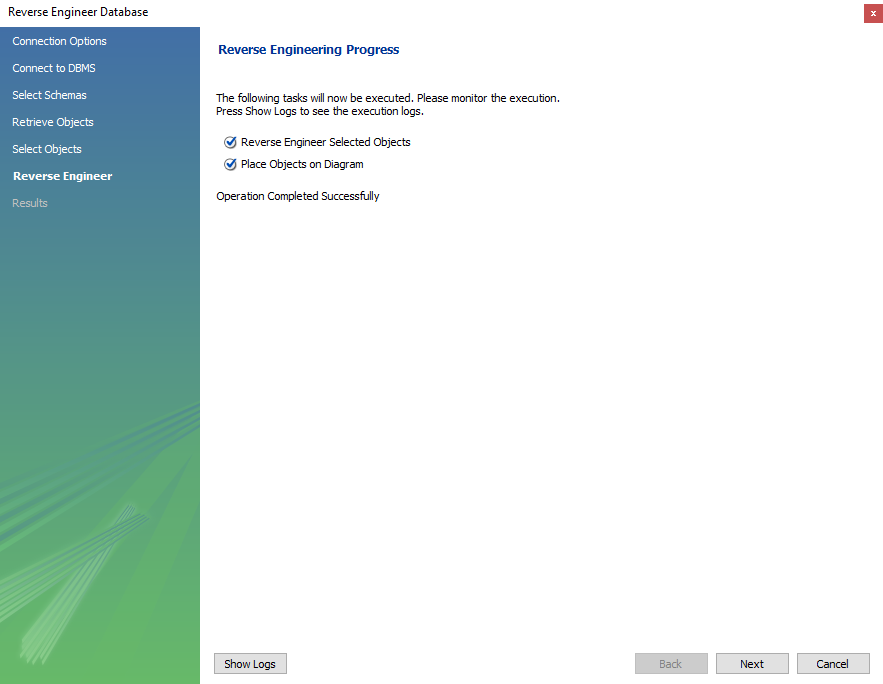 Reverse Engineer Database
x
Connection Options
Connect to DBMS
Select Schemas
Retrieve Objects
Select Objects
Reverse Engineer
Results
Reverse Engineering Progress
The following tasks will now be executed. Please monitor the execution.
Press Show Logs to see the execution logs.
Reverse Engineer Selected Objects
Place Objects on Diagram
Operation Completed Successfully
Show Logs
Back
Next
Cancel